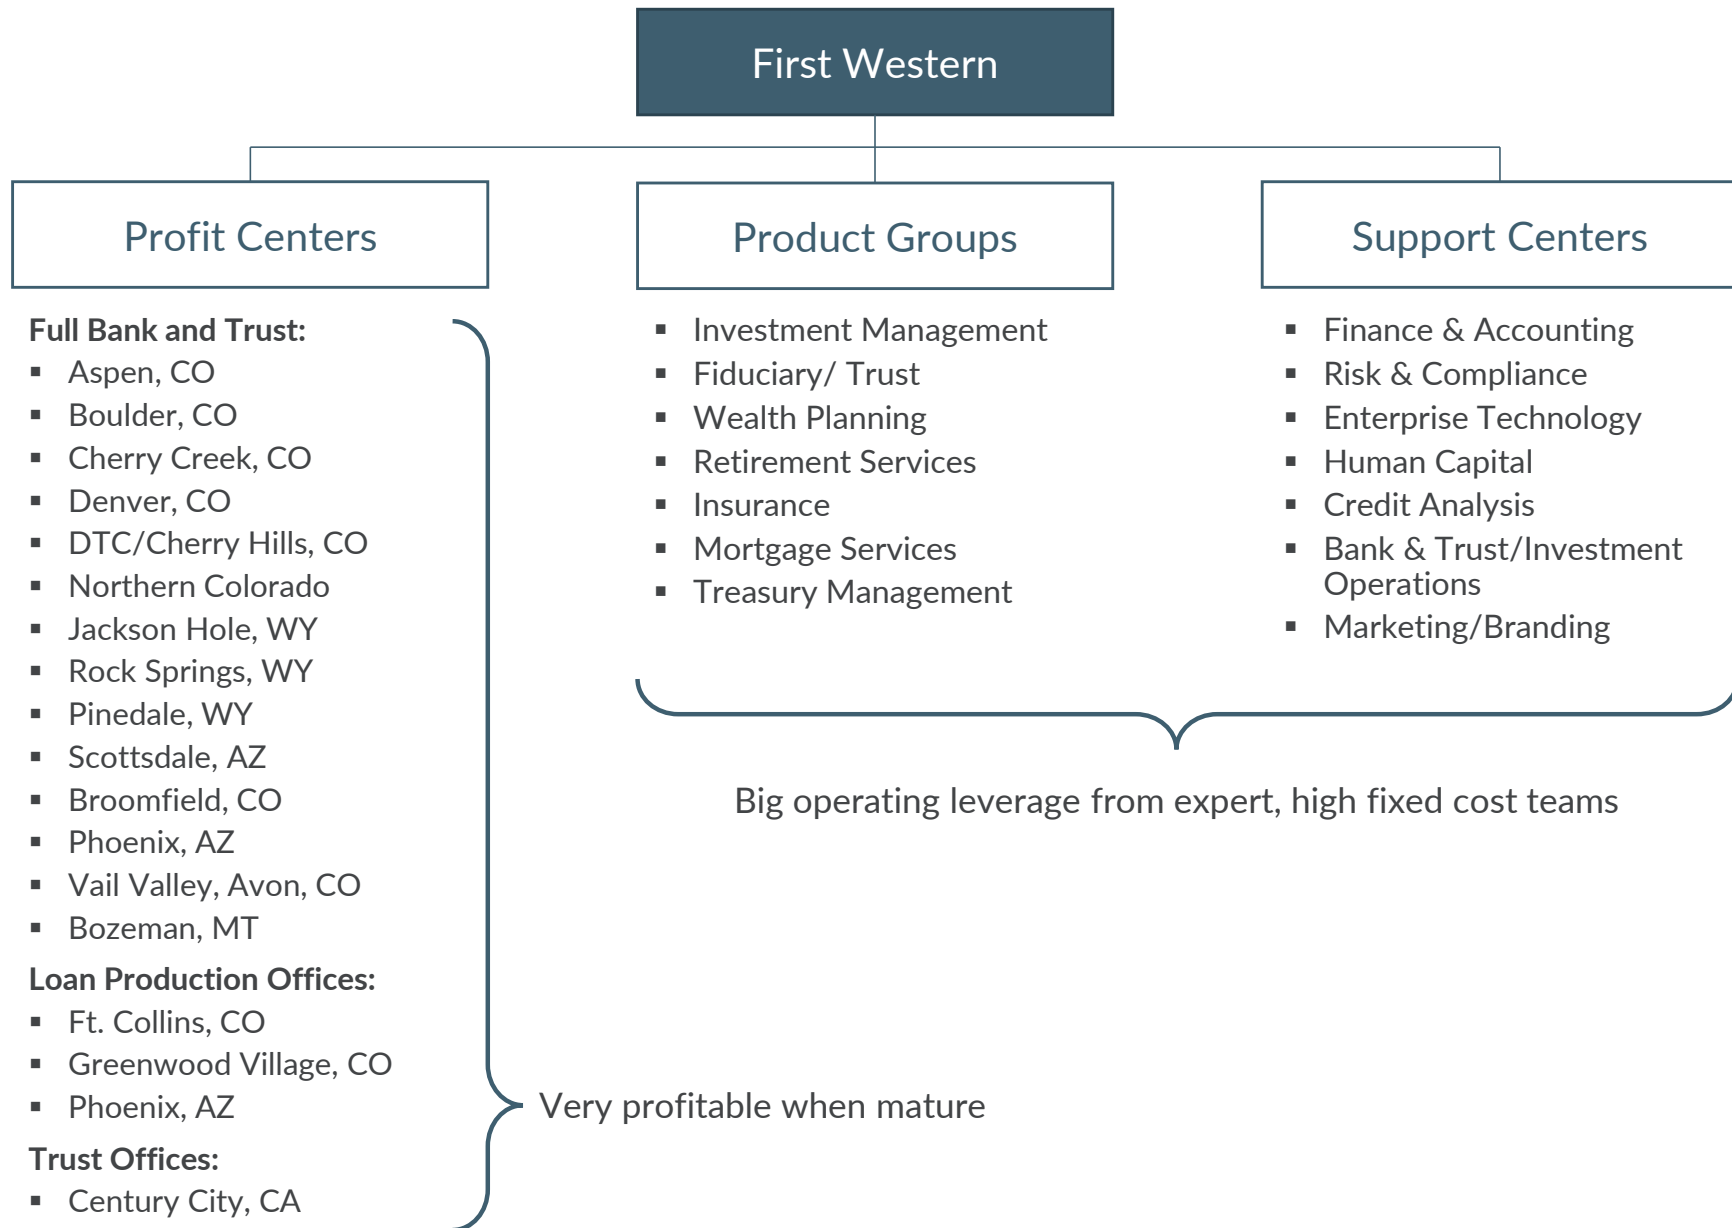 First Western
Profit Centers
Full Bank and Trust:
▪ Aspen, CO
▪ Boulder, CO
▪ Cherry Creek, CO
▪ Denver, CO
▪ DTC/Cherry Hills, CO
▪ Northern Colorado
▪ Jackson Hole, WY
▪ Rock Springs, WY
▪ Pinedale, WY
▪ Scottsdale, AZ
▪ Broomfield, CO
▪ Phoenix, AZ
▪ Vail Valley, Avon, CO
▪ Bozeman, MT
Loan Production Offices:
▪ Ft. Collins, CO
▪ Greenwood Village, CO
▪ Phoenix, AZ
Trust Offices:
▪ Century City, CA
Very profitable when mature
Product Groups
▪ Investment Management
▪ Fiduciary/ Trust
▪ Wealth Planning
▪ Retirement Services
▪ Insurance
▪ Mortgage Services
▪ Treasury Management
Support Centers
▪ Finance & Accounting
▪ Risk & Compliance
▪ Enterprise Technology
▪ Human Capital
▪ Credit Analysis
▪ Bank & Trust/Investment
Operations
▪ Marketing/Branding
Big operating leverage from expert, high fixed cost teams